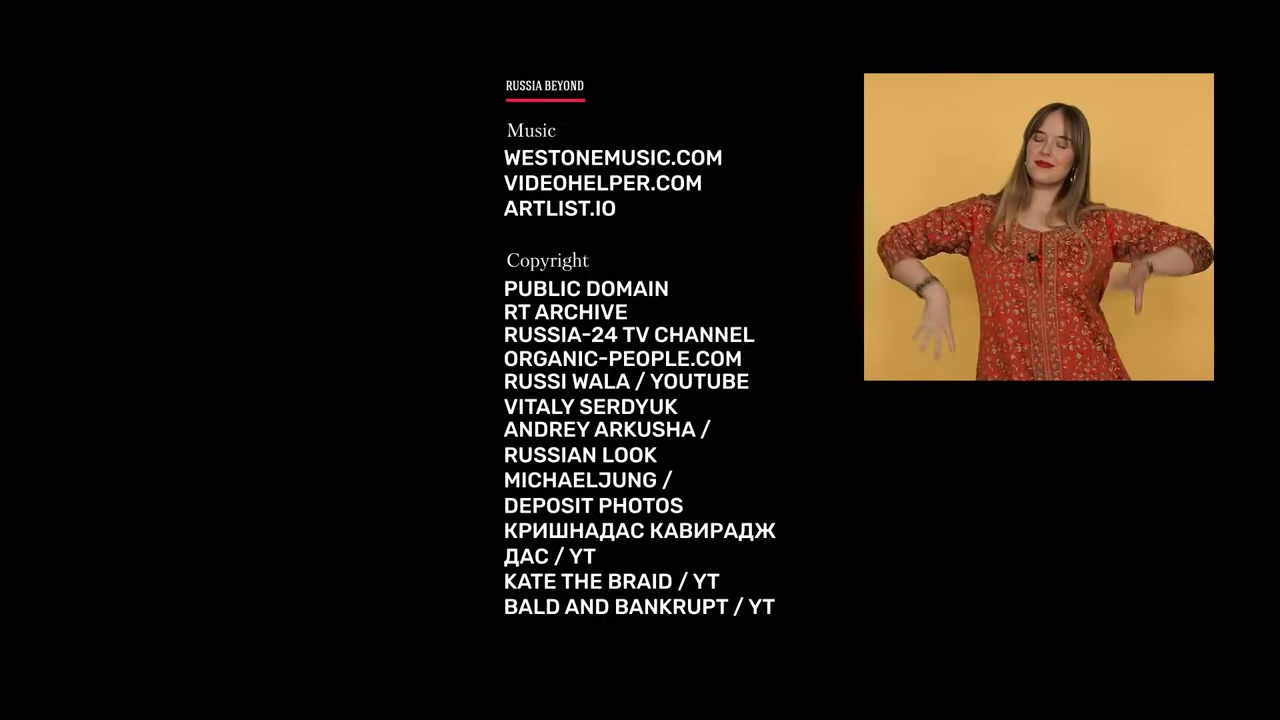 RUSSIA BEYOND
Music
WESTONEMUSIC.COM
VIDEOHELPER.COM
ARTLIST.IO
Copyright
PUBLIC DOMAIN
RT ARCHIVE
RUSSIA-24 TV CHANNEL
ORGANIC-PEOPLE.COM
RUSSI WALA / YOUTUBE
VITALY SERDYUK
ANDREY ARKUSHA /
RUSSIAN LOOK
MICHAELJUNG /
DEPOSIT PHOTOS
КРИШНАДАС КАВИРАДЖ
ДАС / YT
KATE THE BRAID / YT
BALD AND BANKRUPT / YT